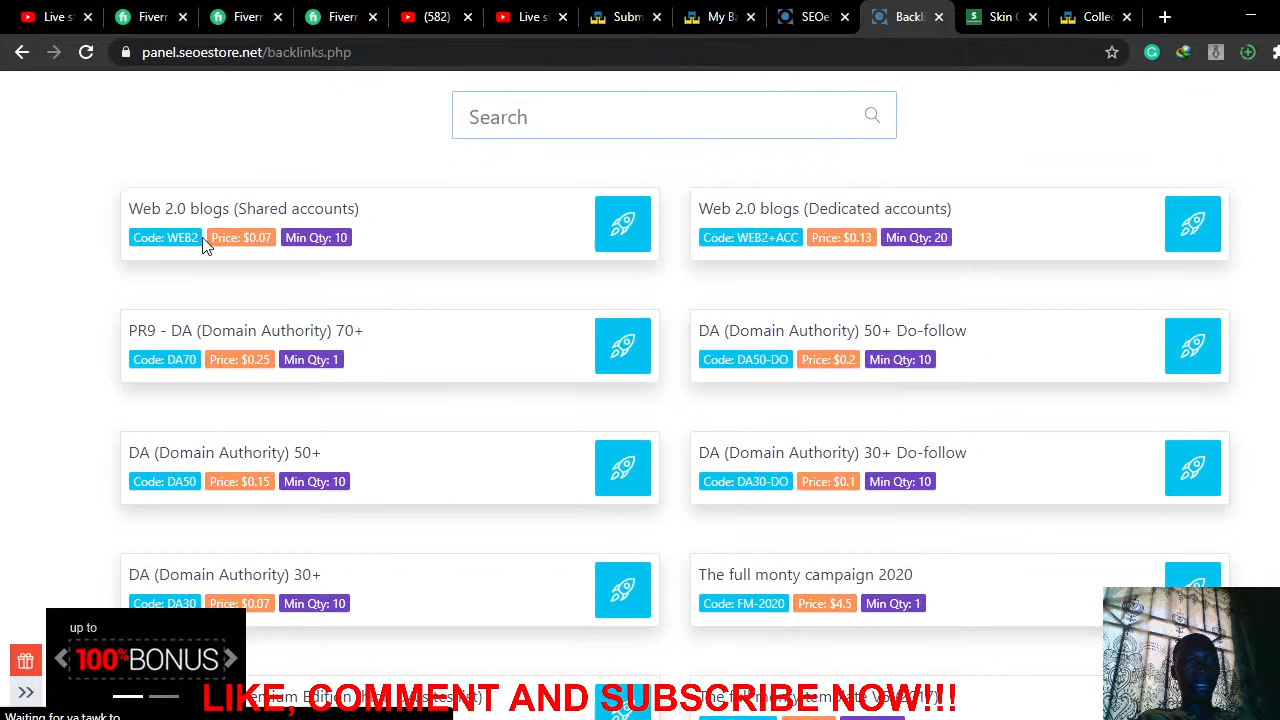 Live s
Fiverr
Fiverr
Fiverr
(582)
Live s
Subm
My B
SEOe
Backl
Skin C
Colle
panel.seoestore.net/backlinks.php
Search
Web 2.0 blogs (Shared accounts)
Code: WEB2 Price: $0.07 Min Qty: 10
Web 2.0 blogs (Dedicated accounts)
Code: WEB2+ACC Price: $0.13 Min Qty: 20
PR9 - DA (Domain Authority) 70+
Code: DA70 Price: $0.25 Min Qty: 1
DA (Domain Authority) 50+ Do-follow
Code: DA50-DO Price: $0.2 Min Qty: 10
DA (Domain Authority) 50+
Code: DA50 Price: $0.15 Min Qty: 10
DA (Domain Authority) 30+ Do-follow
Code: DA30-DO Price: $0.1 Min Qty: 10
DA (Domain Authority) 30+
Code: DA30 Price: $0.07 Min Qty: 10
The full monty campaign 2020
Code: FM-2020 Price: $4.5 Min Qty: 1
up to
100% BONUS
LIKE, COMMENT AND SUBSCRIBE NOW!!!
Waiting for va.tawk.to